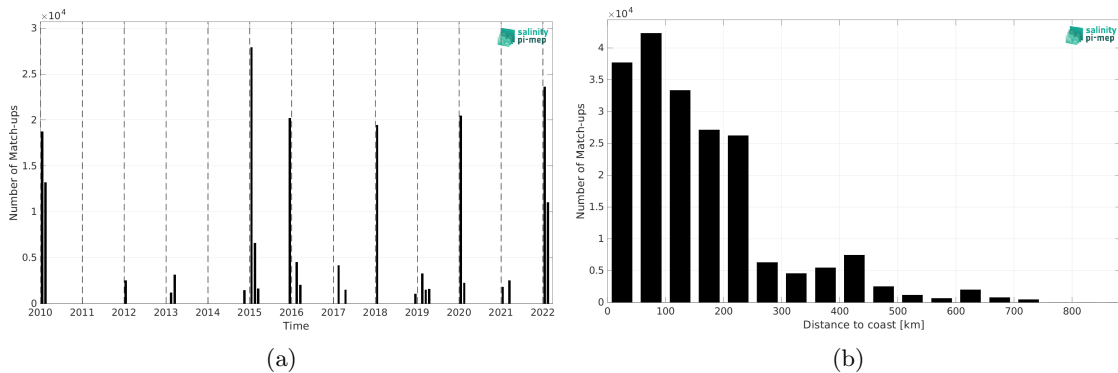 ×10⁴
3
2.5
2
1.5
1
0.5
0
Number of Match-ups
2010 2011 2012 2013 2014 2015 2016 2017 2018 2019 2020 2021 2022
Time
salinity
pi-mep
(a)
×10⁴
4
3.5
3
2.5
2
1.5
1
0.5
0
Number of Match-ups
0 100 200 300 400 500 600 700 800
Distance to coast [km]
salinity
pi-mep
(b)